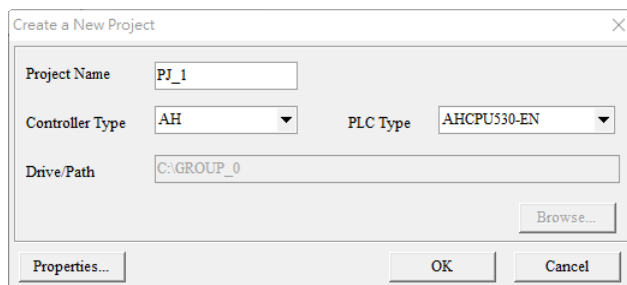 Create a New Project
Project Name PJ_1
Controller Type AH PLC Type AHCPU530-EN
Drive/Path C:\GROUP_0
Browse...
Properties... OK Cancel